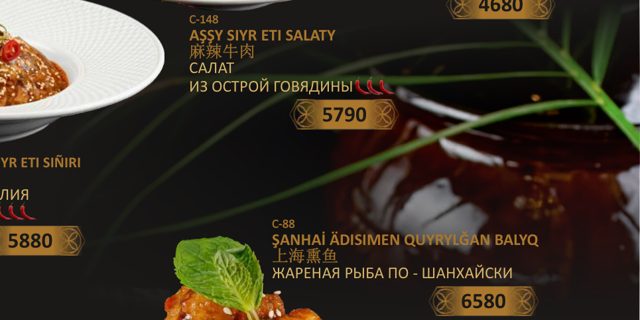 4680
C-148
AŞŞY SIYR ETI SALATY
麻辣牛肉
САЛАТ
ИЗ ОСТРОЙ ГОВЯДИНЫ
5790
YR ETI SIÑIRI
ЛИЯ
5880
C-88
ŞANHAİ ÄDISIMEN QUYRYLĞAN BALYQ
上海熏鱼
ЖАРЕНАЯ РЫБА ПО - ШАНХАЙСКИ
6580